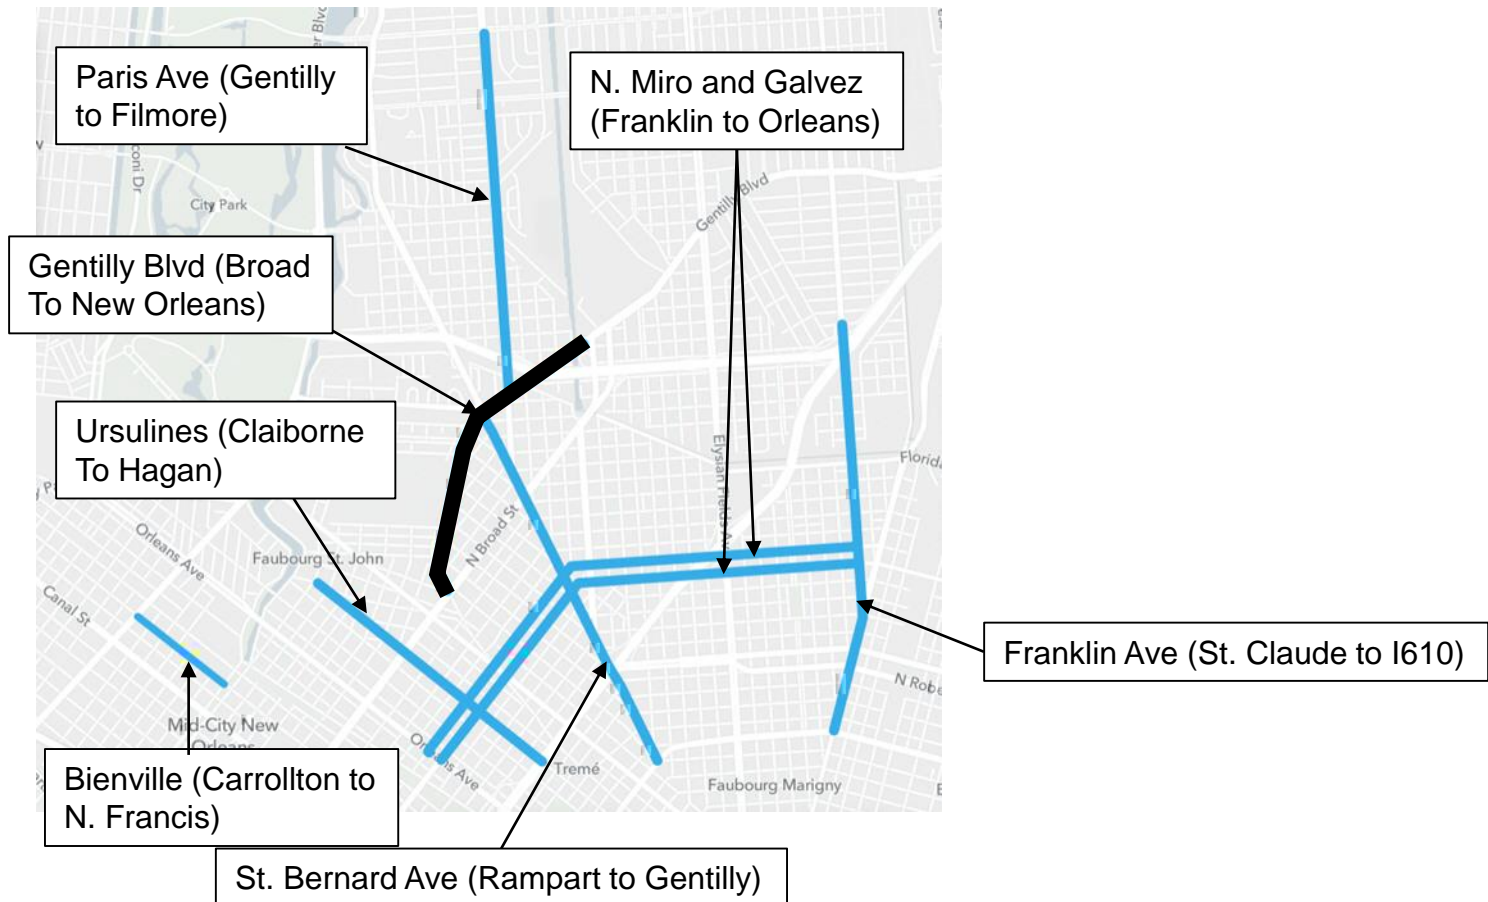 Paris Ave (Gentilly
to Filmore)
N. Miro and Galvez
(Franklin to Orleans)
City Park
Gentilly Blvd
Gentilly Blvd (Broad
To New Orleans)
Ursulines (Claiborne
To Hagan)
Elysian Fields
Florida
N Broad St
Orleans Ave
Faubourg St. John
Canal St
Franklin Ave (St. Claude to I610)
Mid-City New
Orleans
Orleans Ave
Tremé
Faubourg Marigny
Bienville (Carrollton to
N. Francis)
St. Bernard Ave (Rampart to Gentilly)